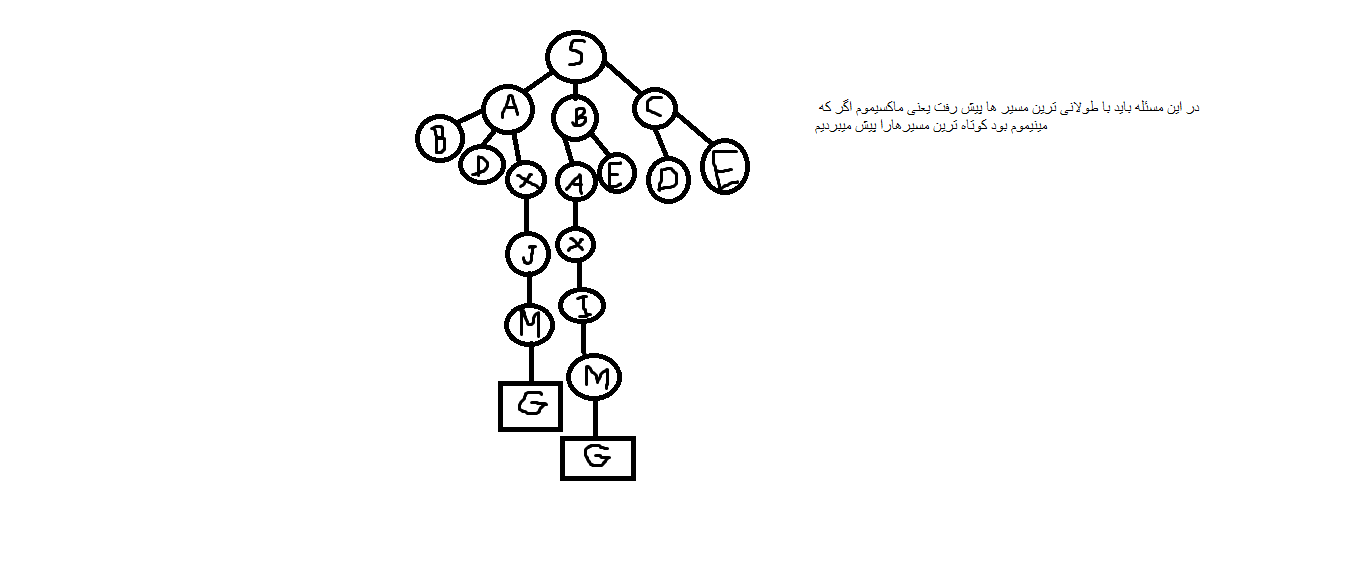 S
A
B
C
B
D
X
A
E
D
E
J
X
M
I
G
M
G
در این مسئله باید با طولانی ترین مسیر ها پیش رفت یعنی ماکسیموم اگر که
مینیموم بود کوتاه ترین مسیرهارا پیش میبردیم